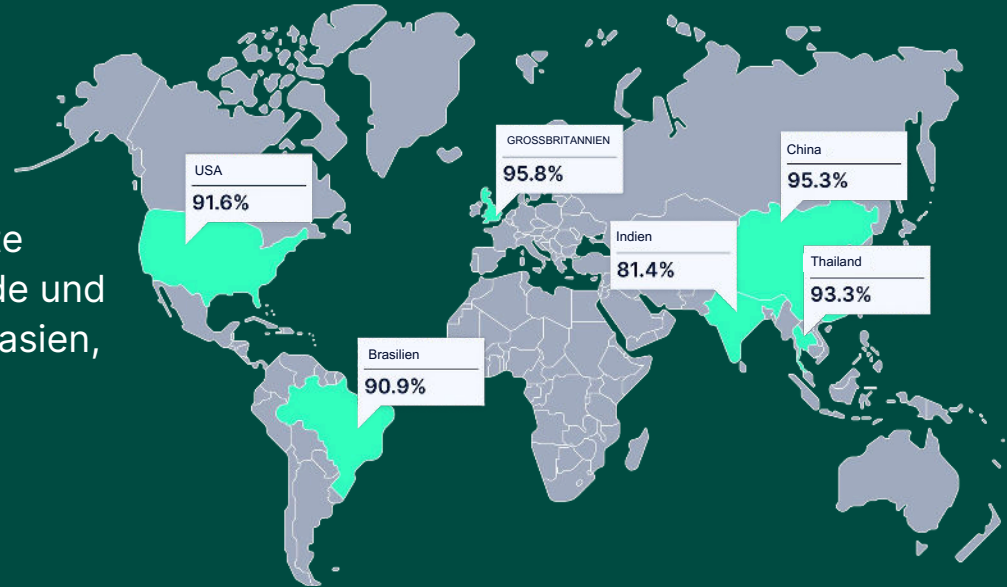 GROSSBRITANNIEN
95.8%
China
95.3%
USA
91.6%
Indien
81.4%
Thailand
93.3%
de und
asien,
Brasilien
90.9%